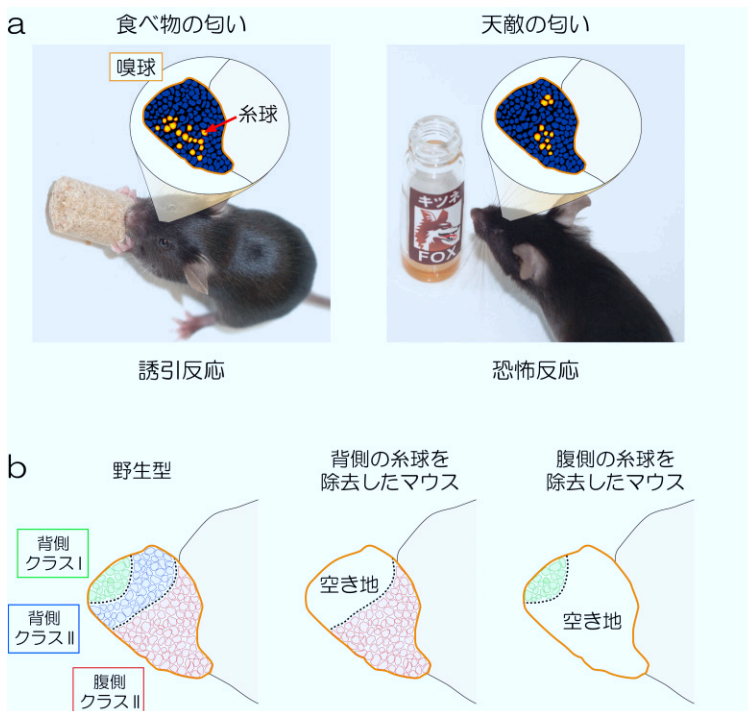 a
食べ物の匂い
天敵の匂い
嗅球
糸球
キツネ
FOX
誘引反応
恐怖反応
b
野生型
背側の糸球を
除去したマウス
腹側の糸球を
除去したマウス
背側
クラスⅠ
背側
クラスⅡ
腹側
クラスⅡ
空き地
空き地